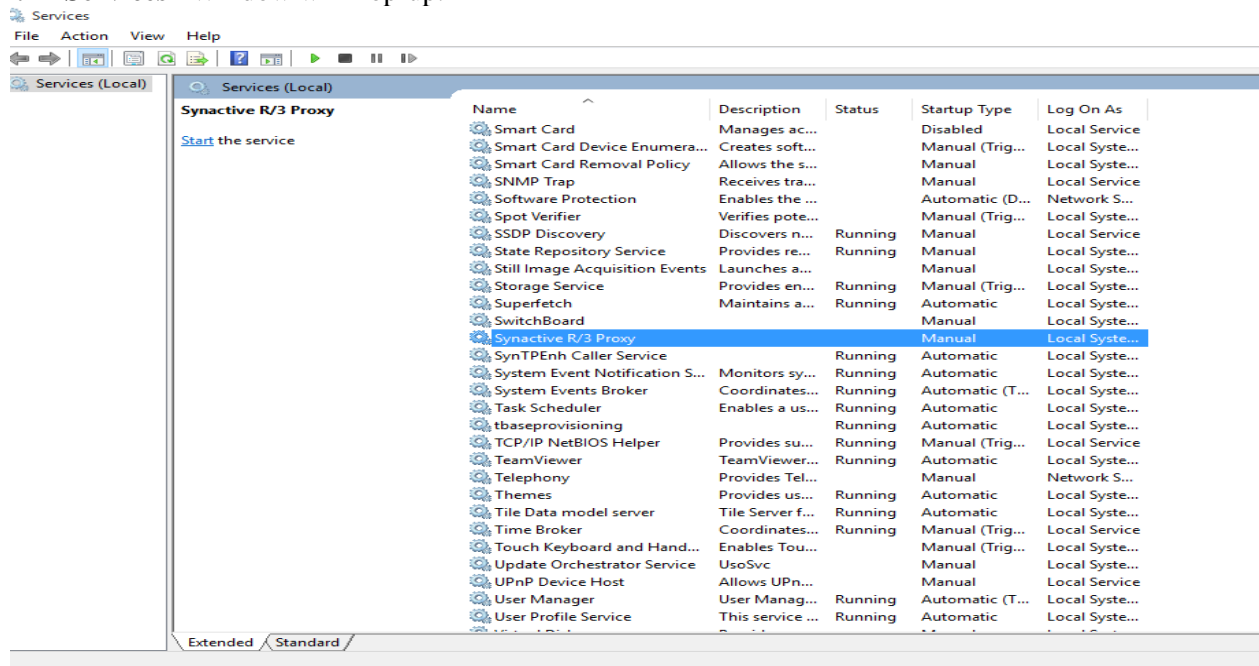 Services
File Action View Help
Services (Local)
Services (Local)
Synactive R/3 Proxy
Start the service
Name Description Status Startup Type Log On As
Smart Card Manages ac... Disabled Local Service
Smart Card Device Enumera... Creates soft... Manual (Trig... Local Syste...
Smart Card Removal Policy Allows the s... Manual Local Syste...
SNMP Trap Receives tra... Manual Local Service
Software Protection Enables the ... Automatic (D... Network S...
Spot Verifier Verifies pote... Manual (Trig... Local Syste...
SSDP Discovery Discovers n... Running Manual Local Service
State Repository Service Provides re... Running Manual Local Syste...
Still Image Acquisition Events Launches a... Manual Local Syste...
Storage Service Provides en... Running Manual (Trig... Local Syste...
Superfetch Maintains a... Running Automatic Local Syste...
SwitchBoard Manual Local Syste...
Synactive R/3 Proxy Manual Local Syste...
SynTPEnh Caller Service Running Automatic Local Syste...
System Event Notification S... Monitors sy... Running Automatic Local Syste...
System Events Broker Coordinates... Running Automatic (T... Local Syste...
Task Scheduler Enables a us... Running Automatic Local Syste...
tbaseprovisioning Running Automatic Local Syste...
TCP/IP NetBIOS Helper Provides su... Running Manual (Trig... Local Service
TeamViewer TeamViewer... Running Automatic Local Syste...
Telephony Provides Tel... Manual Network S...
Themes Provides us... Running Automatic Local Syste...
Tile Data model server Tile Server f... Running Automatic Local Syste...
Time Broker Coordinates... Running Manual (Trig... Local Service
Touch Keyboard and Hand... Enables Tou... Manual (Trig... Local Syste...
Update Orchestrator Service UsoSvc Manual Local Syste...
UPnP Device Host Allows UPn... Manual Local Service
User Manager User Manag... Running Automatic (T... Local Syste...
User Profile Service This service ... Running Automatic Local Syste...
Extended Standard